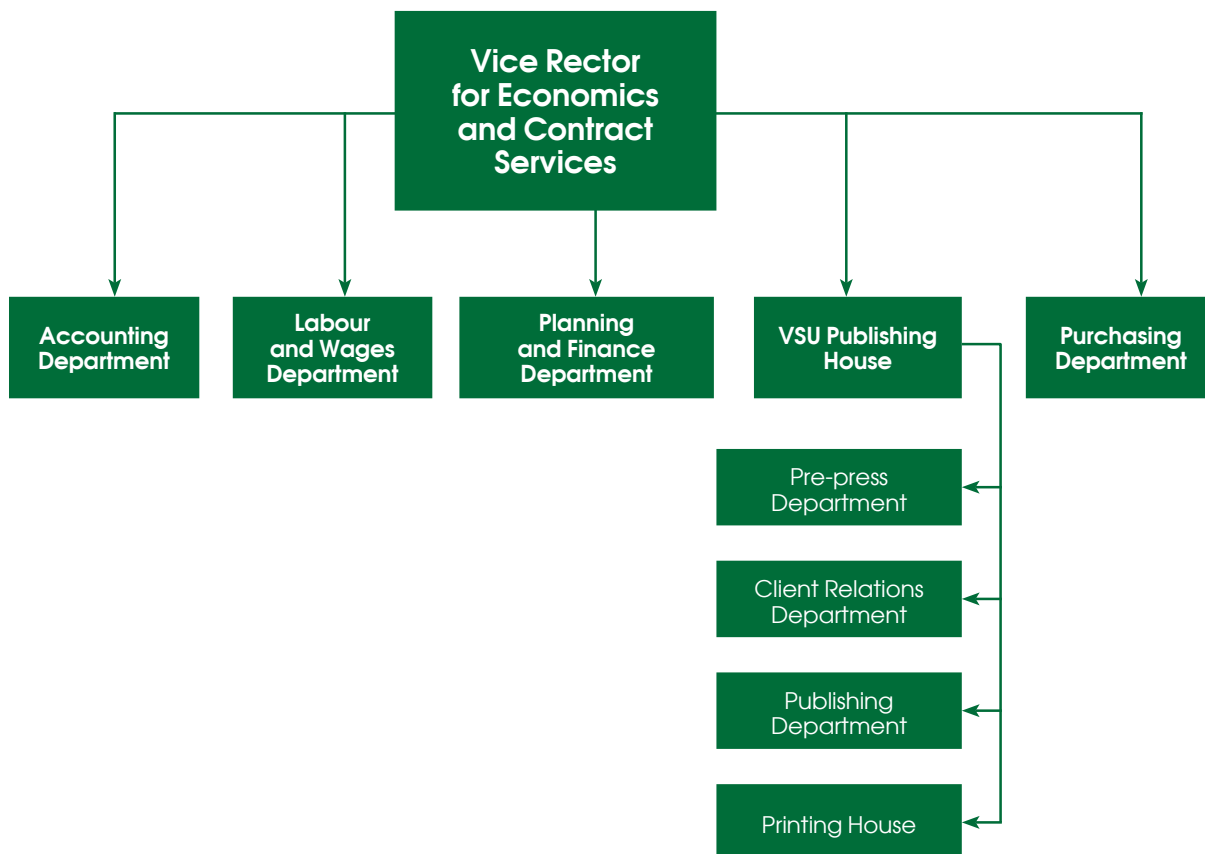 Vice Rector
for Economics
and Contract
Services
Accounting
Department
Labour
and Wages
Department
Planning
and Finance
Department
VSU Publishing
House
Purchasing
Department
Pre-press
Department
Client Relations
Department
Publishing
Department
Printing House